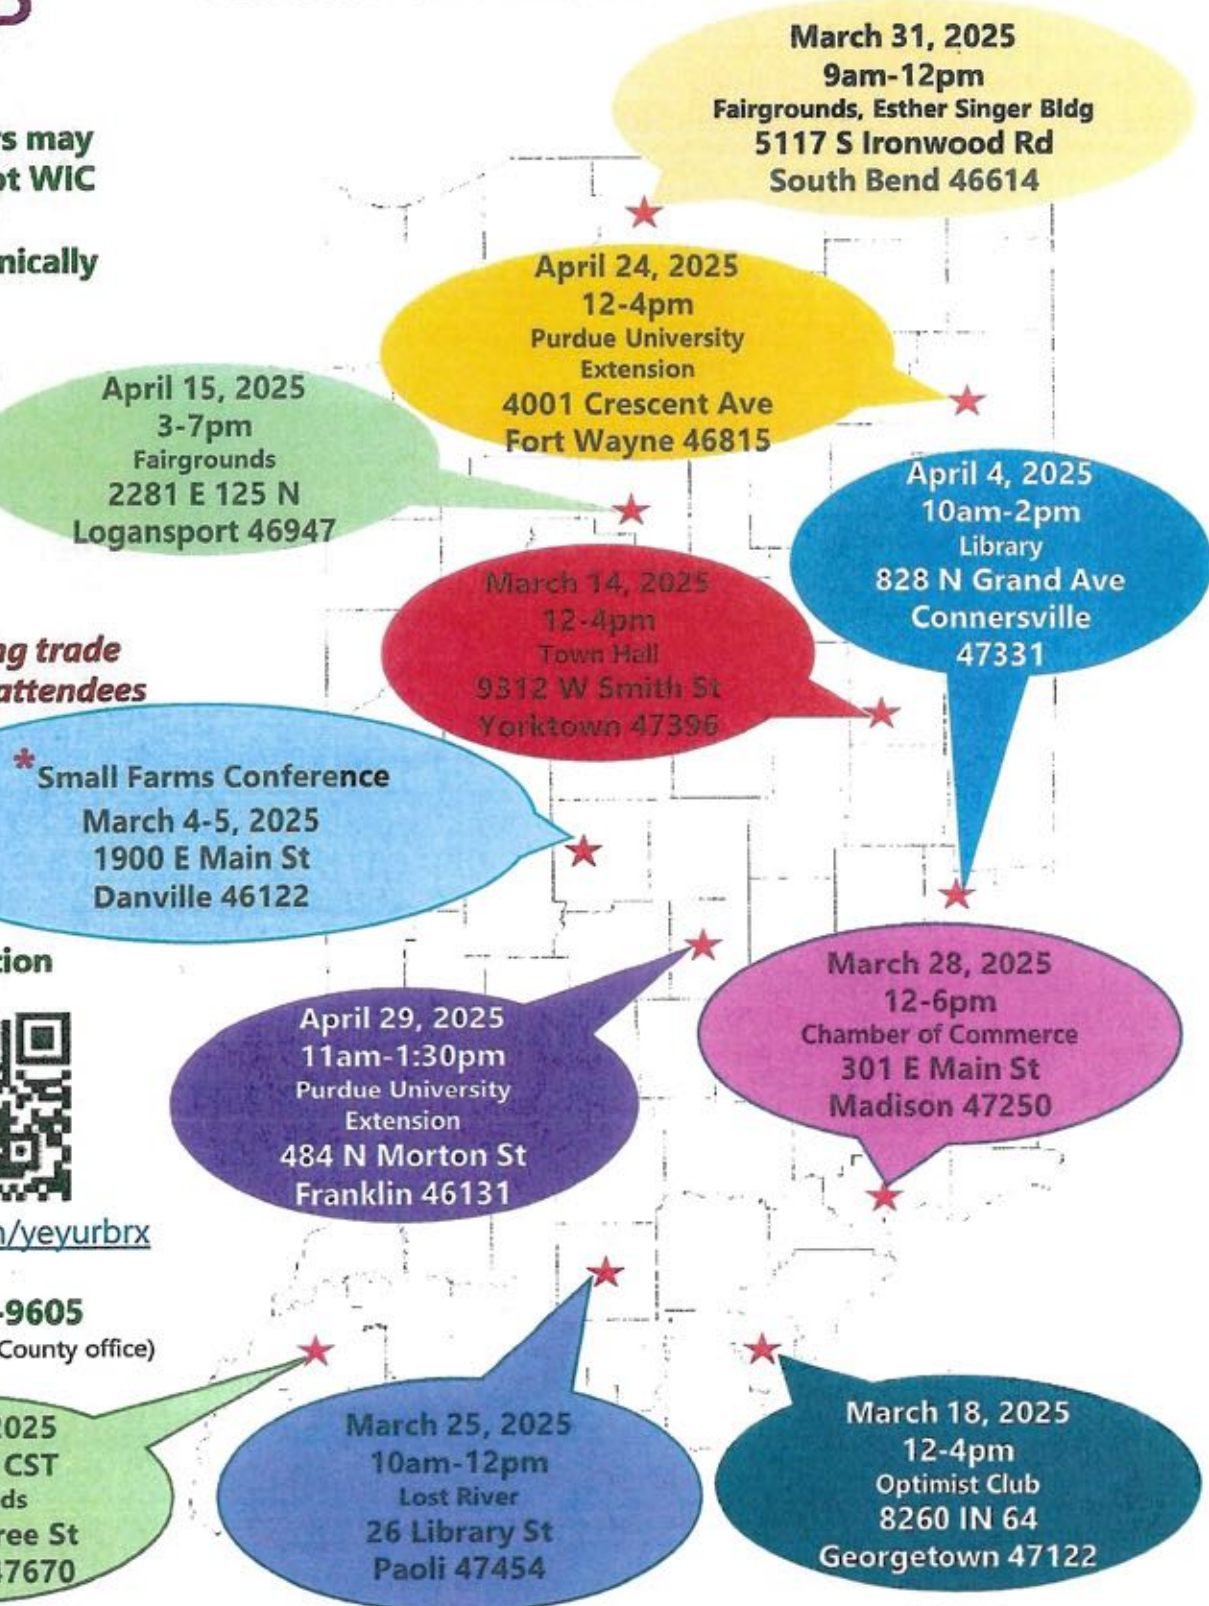 March 31, 2025
9am-12pm
Fairgrounds, Esther Singer Bldg
5117 S Ironwood Rd
South Bend 46614
rs may
ot WIC
nically
April 24, 2025
12-4pm
Purdue University
Extension
4001 Crescent Ave
Fort Wayne 46815
April 15, 2025
3-7pm
Fairgrounds
2281 E 125 N
Logansport 46947
April 4, 2025
10am-2pm
Library
828 N Grand Ave
Connersville
47331
March 14, 2025
12-4pm
Town Hall
9312 W Smith St
Yorktown 47396
ng trade
attendees
*Small Farms Conference
March 4-5, 2025
1900 E Main St
Danville 46122
tion
March 28, 2025
12-6pm
Chamber of Commerce
301 E Main St
Madison 47250
April 29, 2025
11am-1:30pm
Purdue University
Extension
484 N Morton St
Franklin 46131
n/yeyurbrx
-9605
County office)
2025
CST
ds
ree St
47670
March 25, 2025
10am-12pm
Lost River
26 Library St
Paoli 47454
March 18, 2025
12-4pm
Optimist Club
8260 IN 64
Georgetown 47122